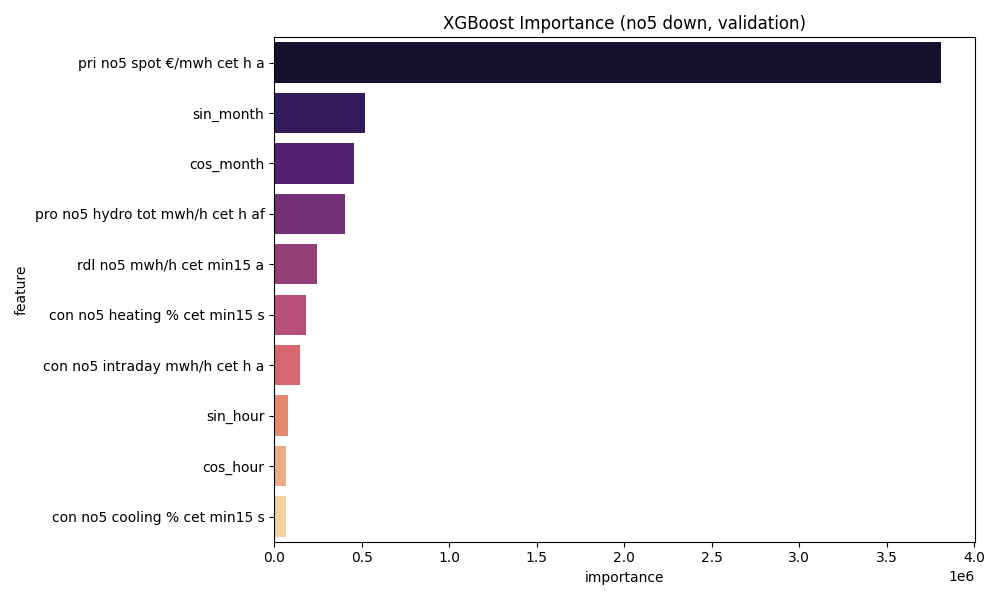 XGBoost Importance (no5 down, validation)
pri no5 spot €/mwh cet h a
sin_month
cos_month
pro no5 hydro tot mwh/h cet h af
rdl no5 mwh/h cet min15 a
con no5 heating % cet min15 s
con no5 intraday mwh/h cet h a
sin_hour
cos_hour
con no5 cooling % cet min15 s
feature
0.0 0.5 1.0 1.5 2.0 2.5 3.0 3.5 4.0
1e6
importance